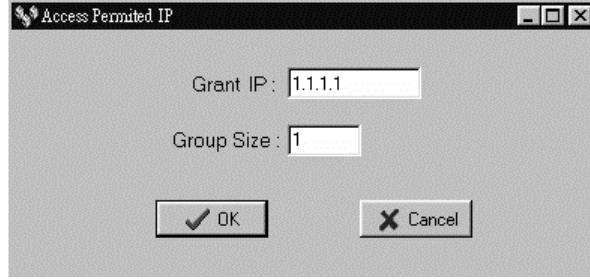 Access Permited IP
Grant IP : 1.1.1.1
Group Size : 1
OK Cancel